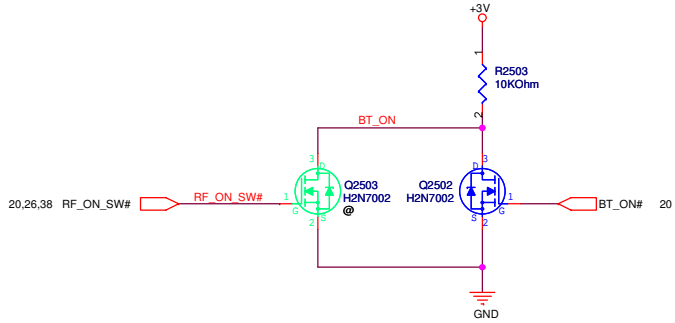 +3V
1
R2503
10KOhm
2
BT_ON
3
D
Q2503
H2N7002
@
1
G
S
2
20,26,38 RF_ON_SW#
RF_ON_SW#
D
3
Q2502
H2N7002
1
G
S
2
BT_ON# 20
GND